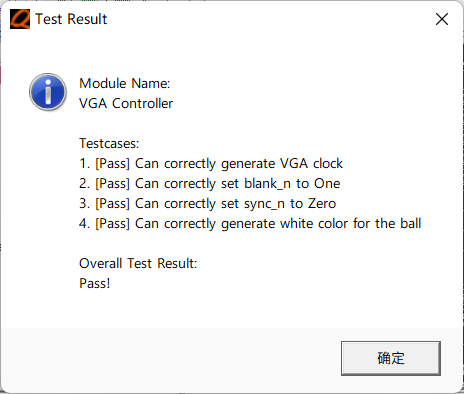 Test Result
Module Name:
VGA Controller
Testcases:
1. [Pass] Can correctly generate VGA clock
2. [Pass] Can correctly set blank_n to One
3. [Pass] Can correctly set sync_n to Zero
4. [Pass] Can correctly generate white color for the ball
Overall Test Result:
Pass!
确定